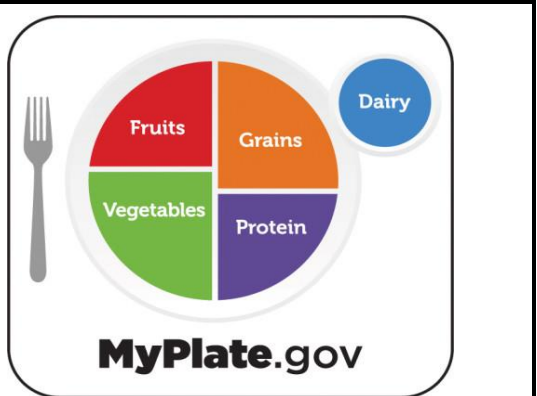 Fruits
Grains
Dairy
Vegetables
Protein
MyPlate.gov